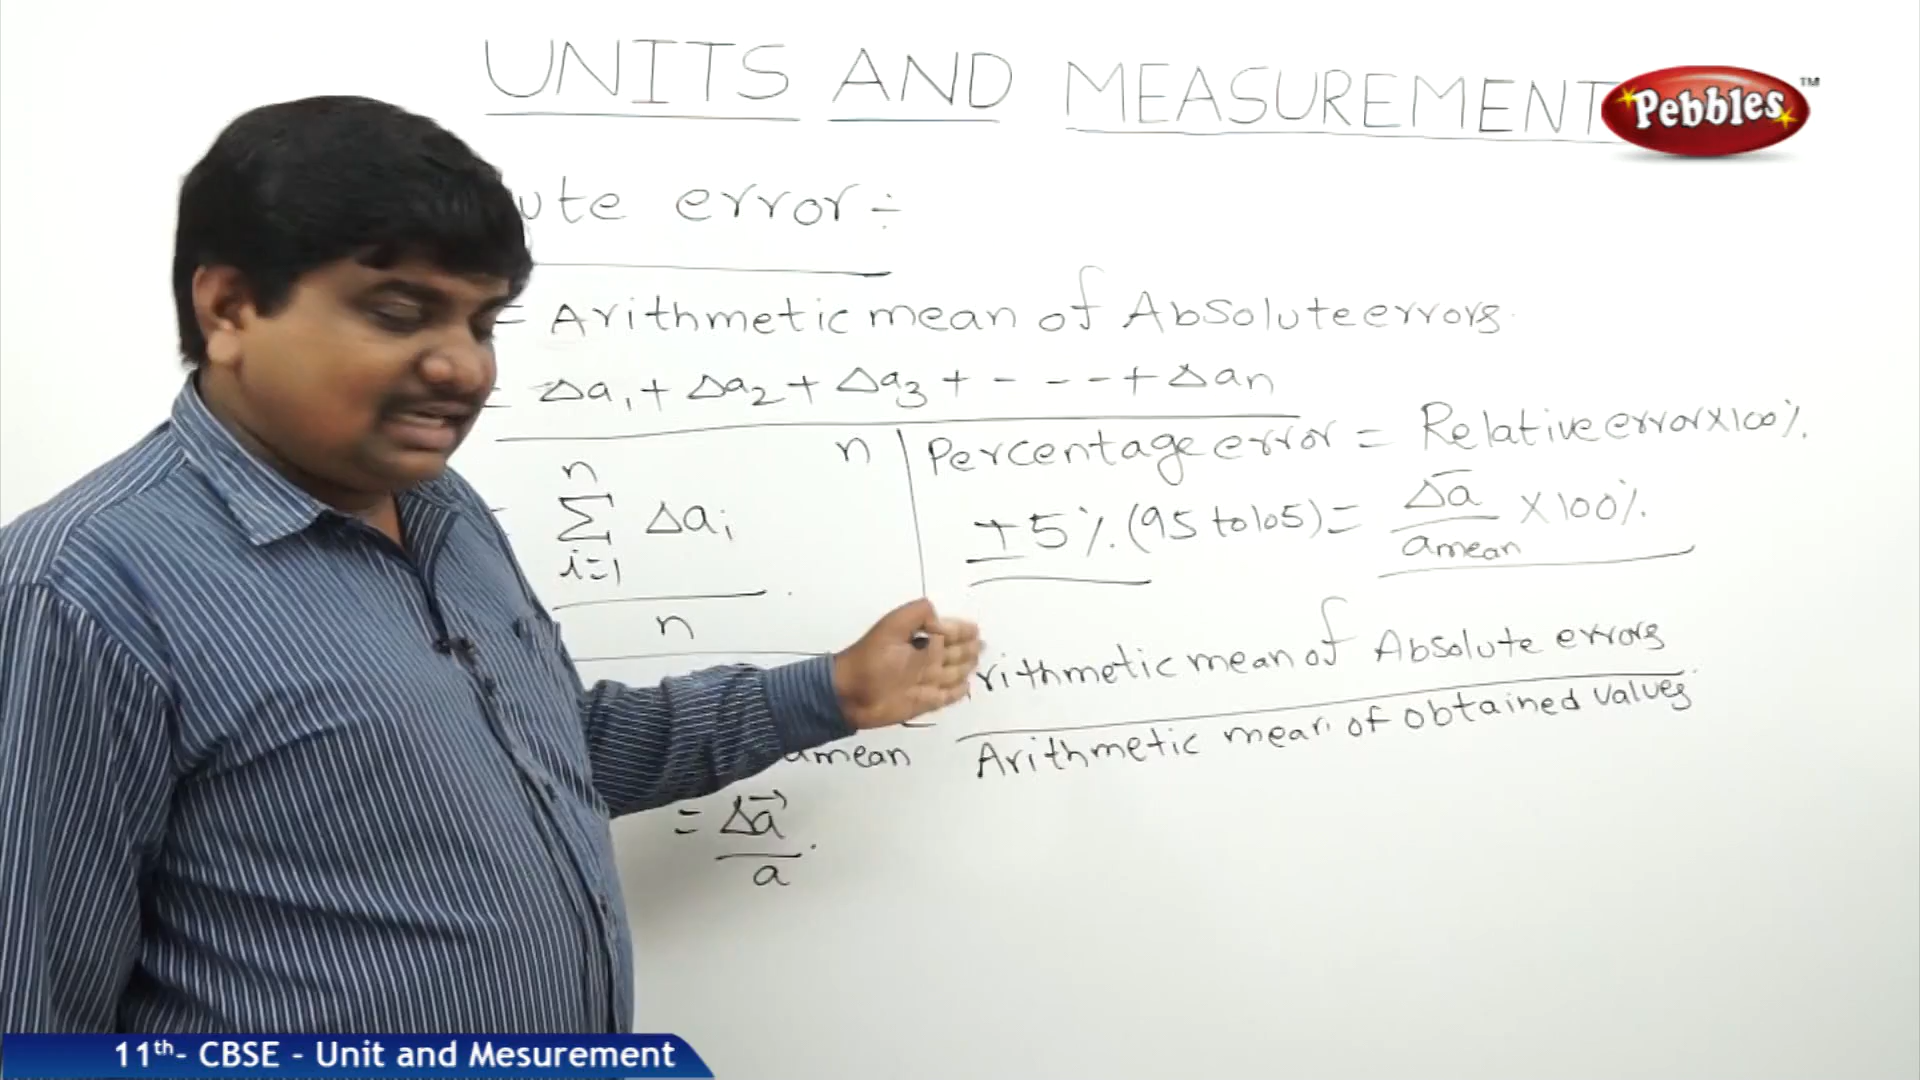 UNITS AND MEASUREMENT
Pebbles™
ute error :-
= Arithmetic mean of Absolute errors.
= Δa₁ + Δa₂ + Δa₃ + - - - - + Δan
n
n
Σ Δai
i=1
n
Percentage error = Relative error X 100%.
±5%. (95 to 105) = Δa̅ X 100%.
amean
rithmetic mean of Absolute errors
amean Arithmetic mean of obtained values.
= Δa⃗
a
11th- CBSE - Unit and Mesurement